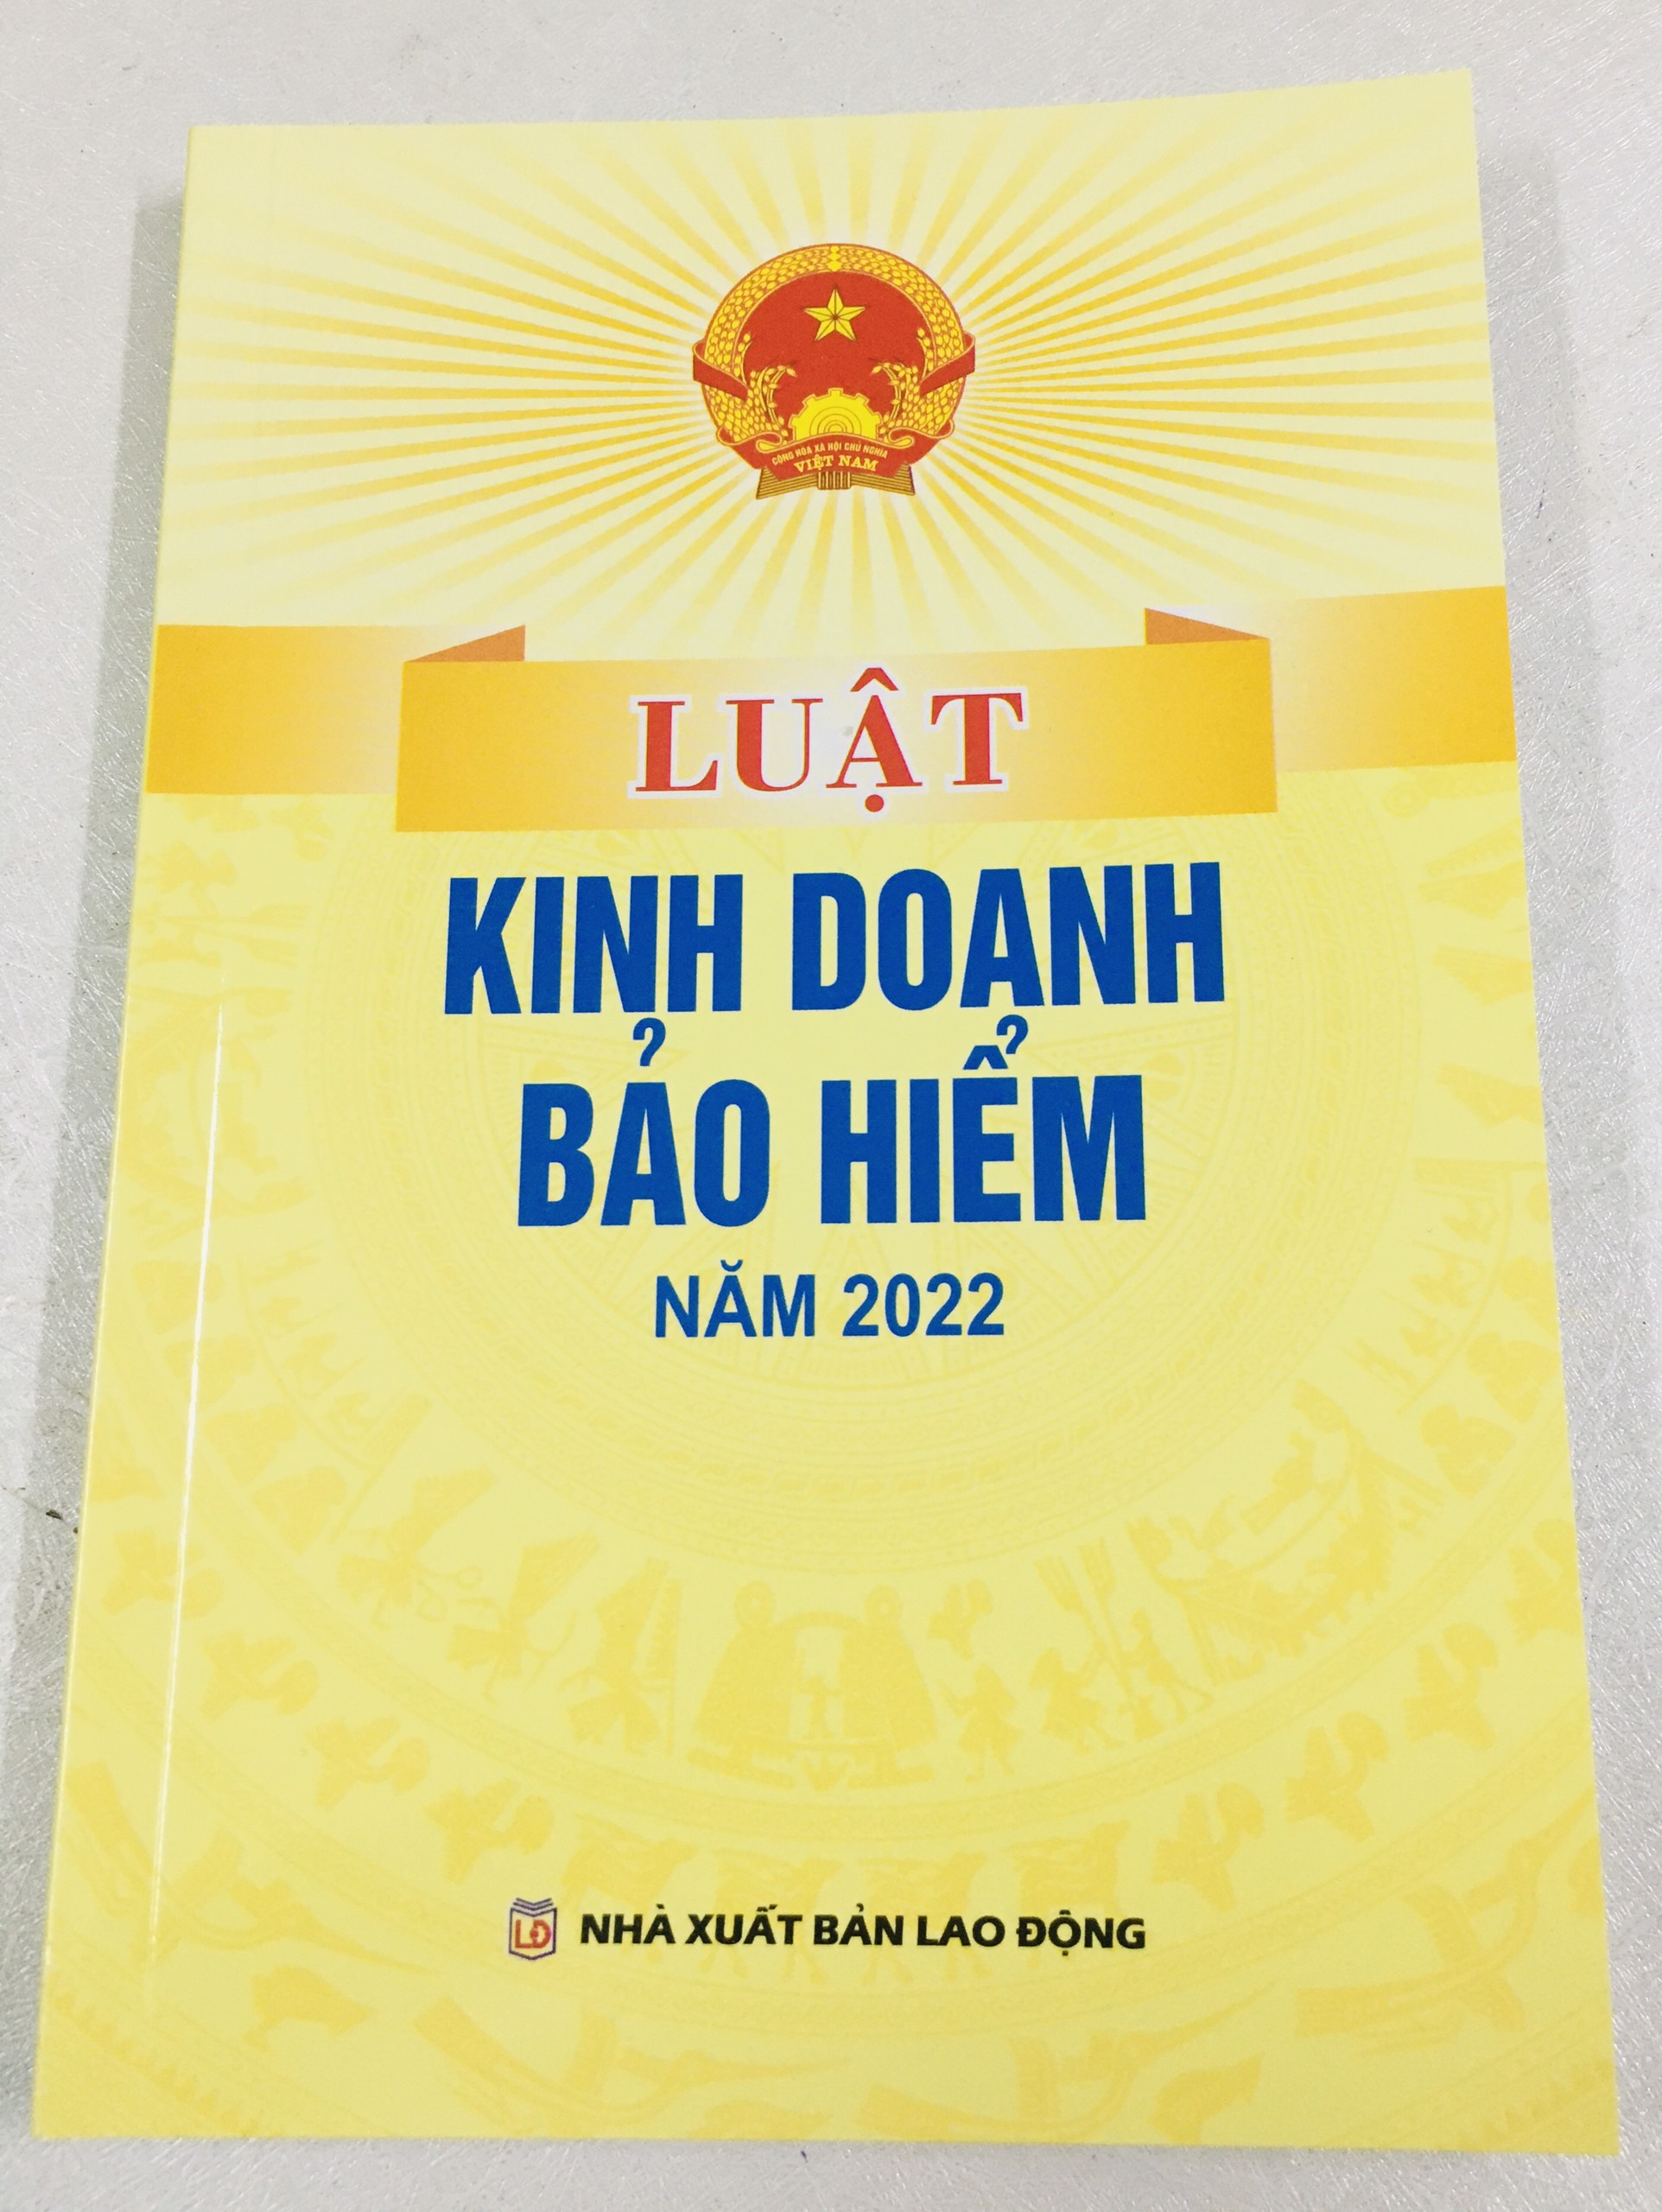 CỘNG HÒA XÃ HỘI CHỦ NGHĨA
VIỆT NAM
LUẬT
KINH DOANH
BẢO HIỂM
NĂM 2022
LĐ NHÀ XUẤT BẢN LAO ĐỘNG